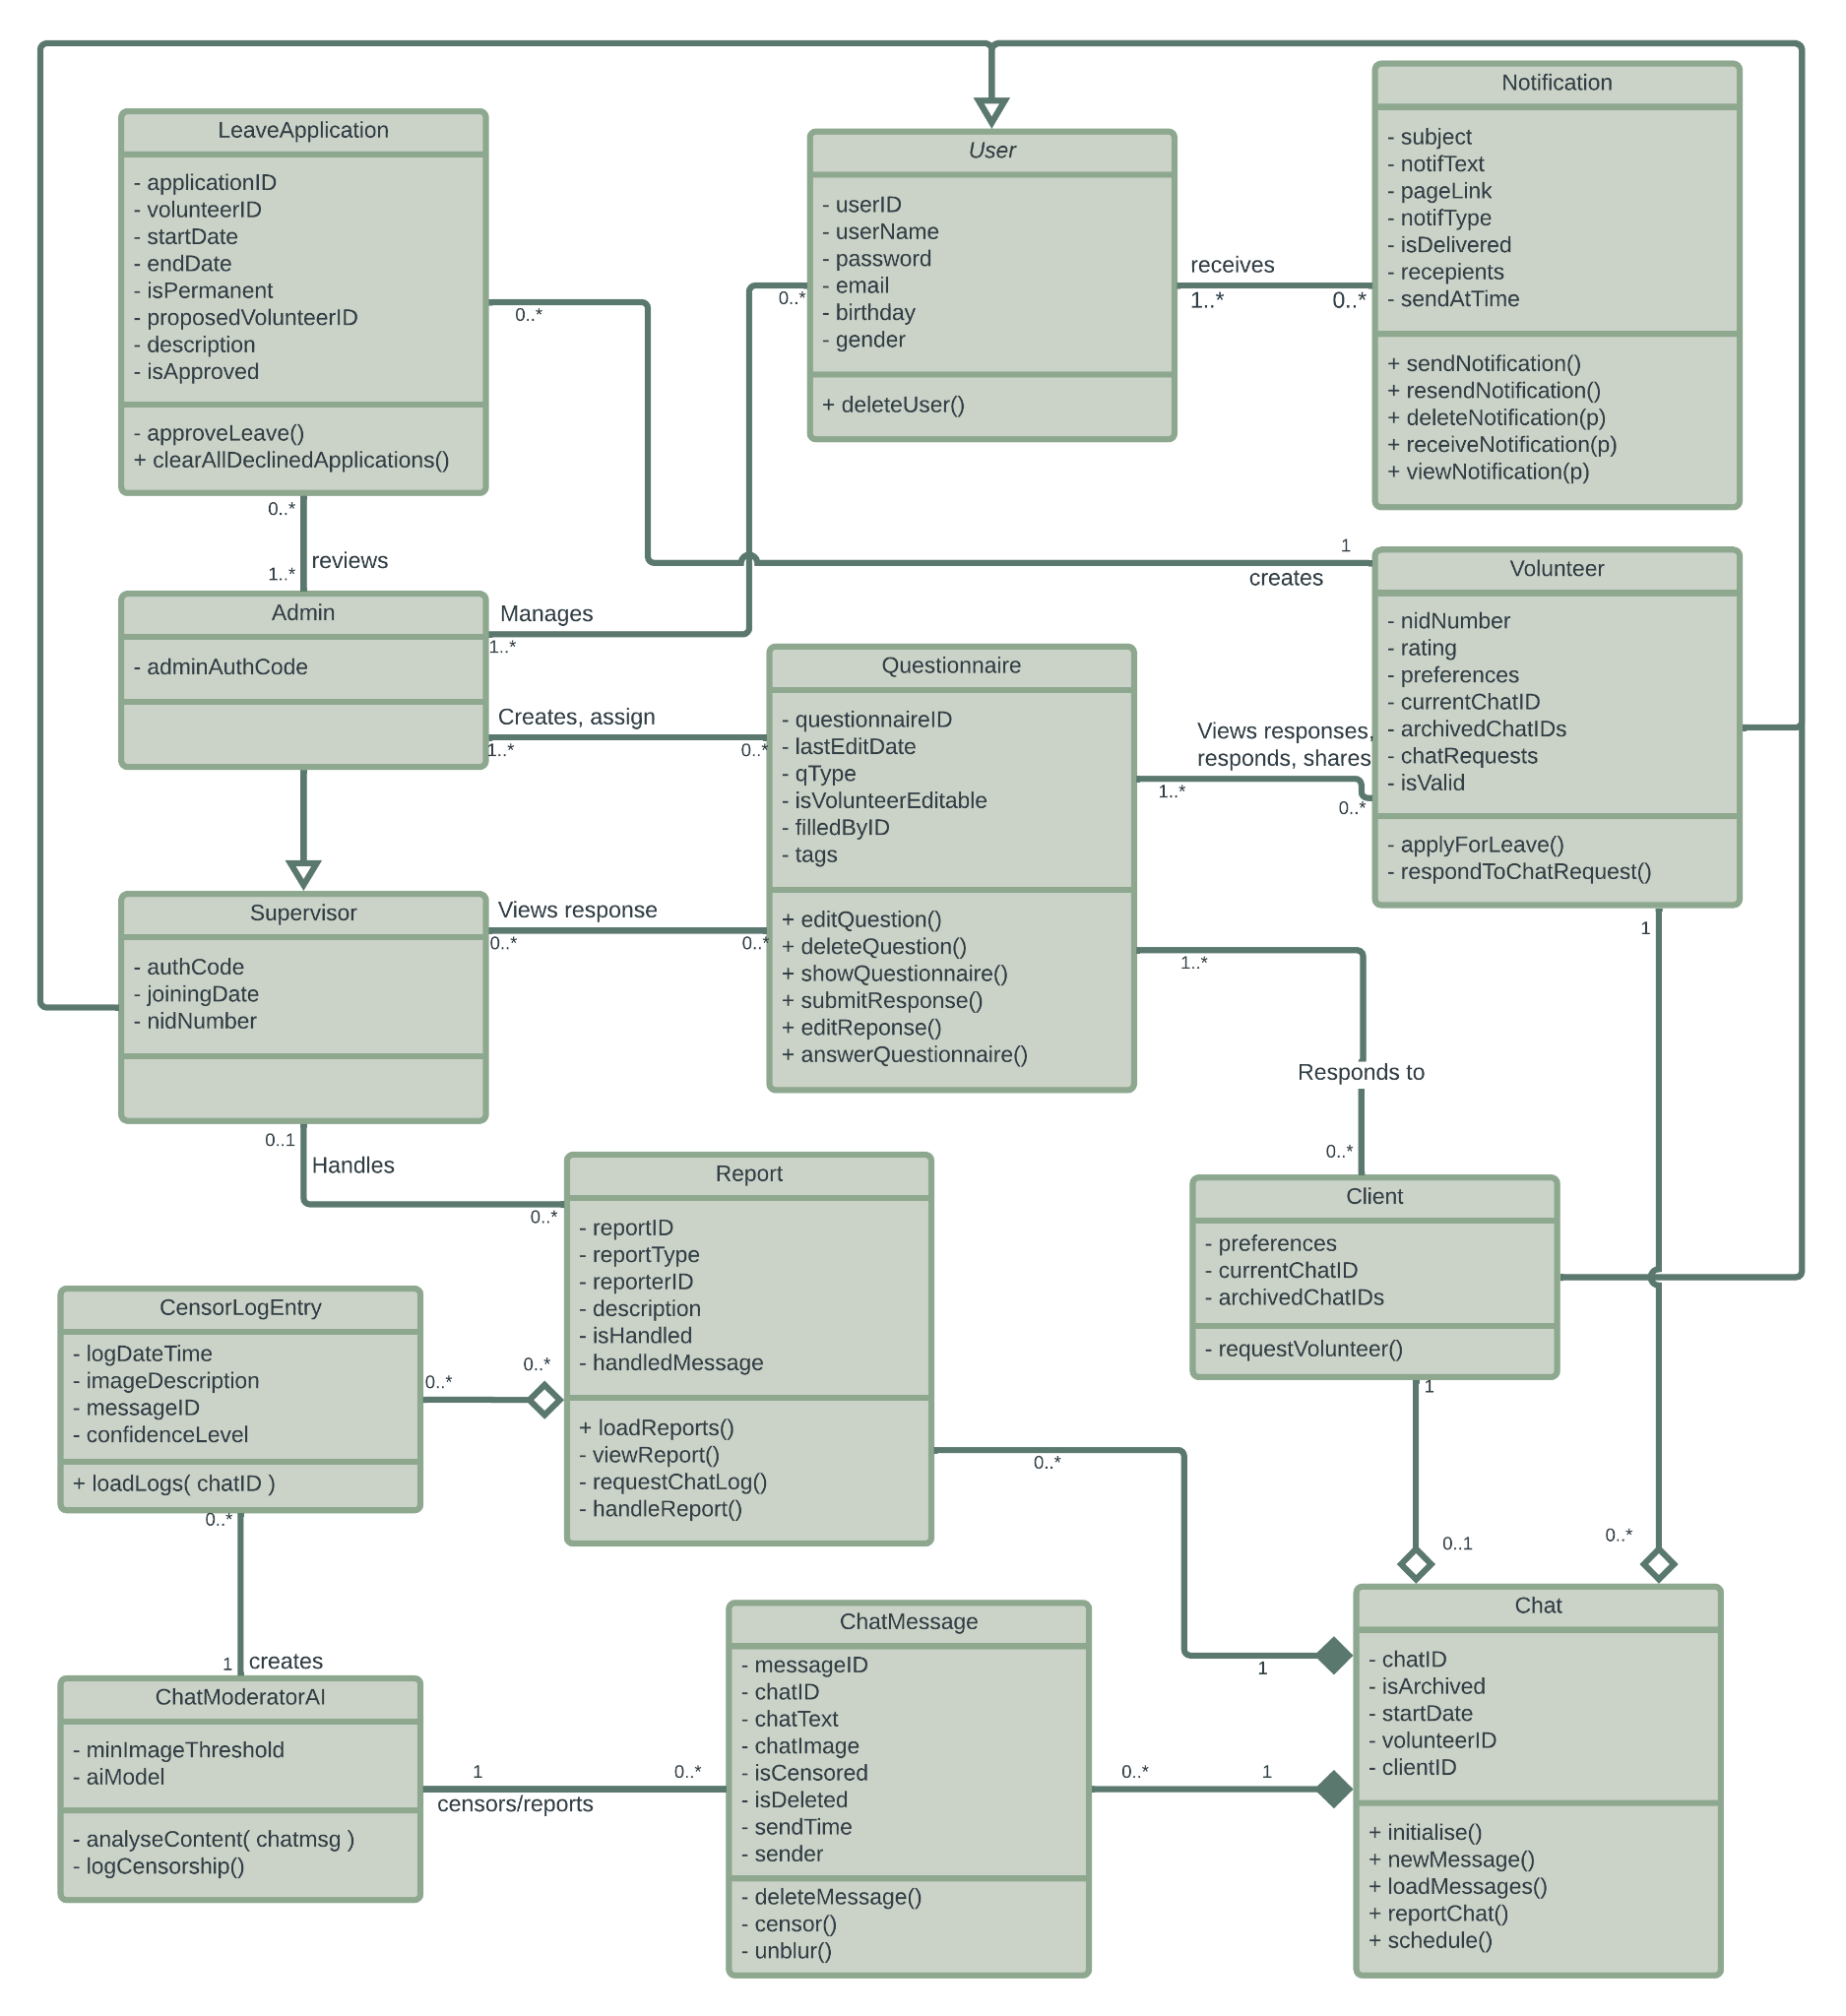 LeaveApplication
- applicationID
- volunteerID
- startDate
- endDate
- isPermanent
- proposedVolunteerID
- description
- isApproved
- approveLeave()
+ clearAllDeclinedApplications()
0..*
0..*
reviews
1..*
User
- userID
- userName
- password
- email
- birthday
- gender
+ deleteUser()
0..*
receives
1..*
0..*
Notification
- subject
- notifText
- pageLink
- notifType
- isDelivered
- recepients
- sendAtTime
+ sendNotification()
+ resendNotification()
+ deleteNotification(p)
+ receiveNotification(p)
+ viewNotification(p)
1
creates
Admin
- adminAuthCode
Manages
1..*
Creates, assign
1..*
0..*
Questionnaire
- questionnaireID
- lastEditDate
- qType
- isVolunteerEditable
- filledByID
- tags
+ editQuestion()
+ deleteQuestion()
+ showQuestionnaire()
+ submitResponse()
+ editReponse()
+ answerQuestionnaire()
Views responses,
responds, shares
1..*
0..*
Volunteer
- nidNumber
- rating
- preferences
- currentChatID
- archivedChatIDs
- chatRequests
- isValid
- applyForLeave()
- respondToChatRequest()
1
Supervisor
- authCode
- joiningDate
- nidNumber
Views response
0..*
0..*
1..*
Responds to
0..*
0..1
Handles
0..*
Report
- reportID
- reportType
- reporterID
- description
- isHandled
- handledMessage
+ loadReports()
- viewReport()
- requestChatLog()
- handleReport()
Client
- preferences
- currentChatID
- archivedChatIDs
- requestVolunteer()
1
CensorLogEntry
- logDateTime
- imageDescription
- messageID
- confidenceLevel
+ loadLogs( chatID )
0..*
0..*
0..*
0..*
1
0..1
0..*
1
creates
ChatModeratorAI
- minImageThreshold
- aiModel
- analyseContent( chatmsg )
- logCensorship()
1
0..*
censors/reports
ChatMessage
- messageID
- chatID
- chatText
- chatImage
- isCensored
- isDeleted
- sendTime
- sender
- deleteMessage()
- censor()
- unblur()
0..*
1
Chat
- chatID
- isArchived
- startDate
- volunteerID
- clientID
+ initialise()
+ newMessage()
+ loadMessages()
+ reportChat()
+ schedule()